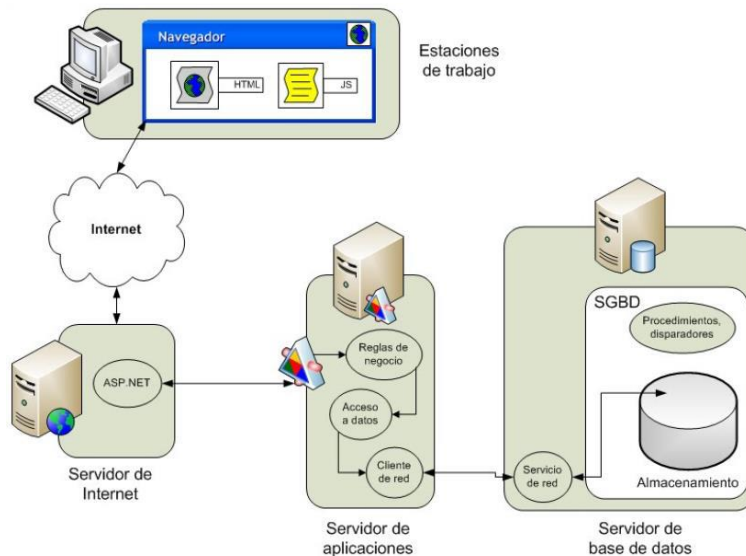 Navegador
HTML
JS
Estaciones
de trabajo
Internet
ASP.NET
Servidor de
Internet
Reglas de
negocio
Acceso
a datos
Cliente
de red
Servidor de
aplicaciones
SGBD
Procedimientos,
disparadores
Servicio
de red
Almacenamiento
Servidor de
base de datos